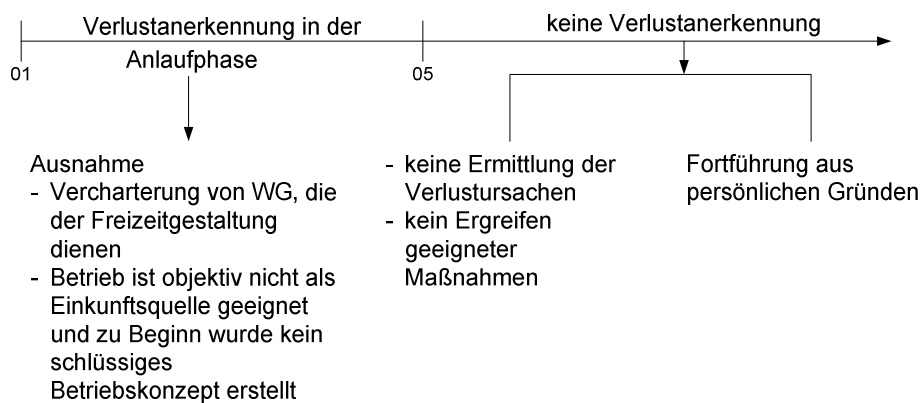 Verlustanerkennung in der
Anlaufphase
keine Verlustanerkennung
01
05
Ausnahme
- Vercharterung von WG, die
der Freizeitgestaltung
dienen
- Betrieb ist objektiv nicht als
Einkunftsquelle geeignet
und zu Beginn wurde kein
schlüssiges
Betriebskonzept erstellt
- keine Ermittlung der
Verlustursachen
- kein Ergreifen
geeigneter
Maßnahmen
Fortführung aus
persönlichen Gründen